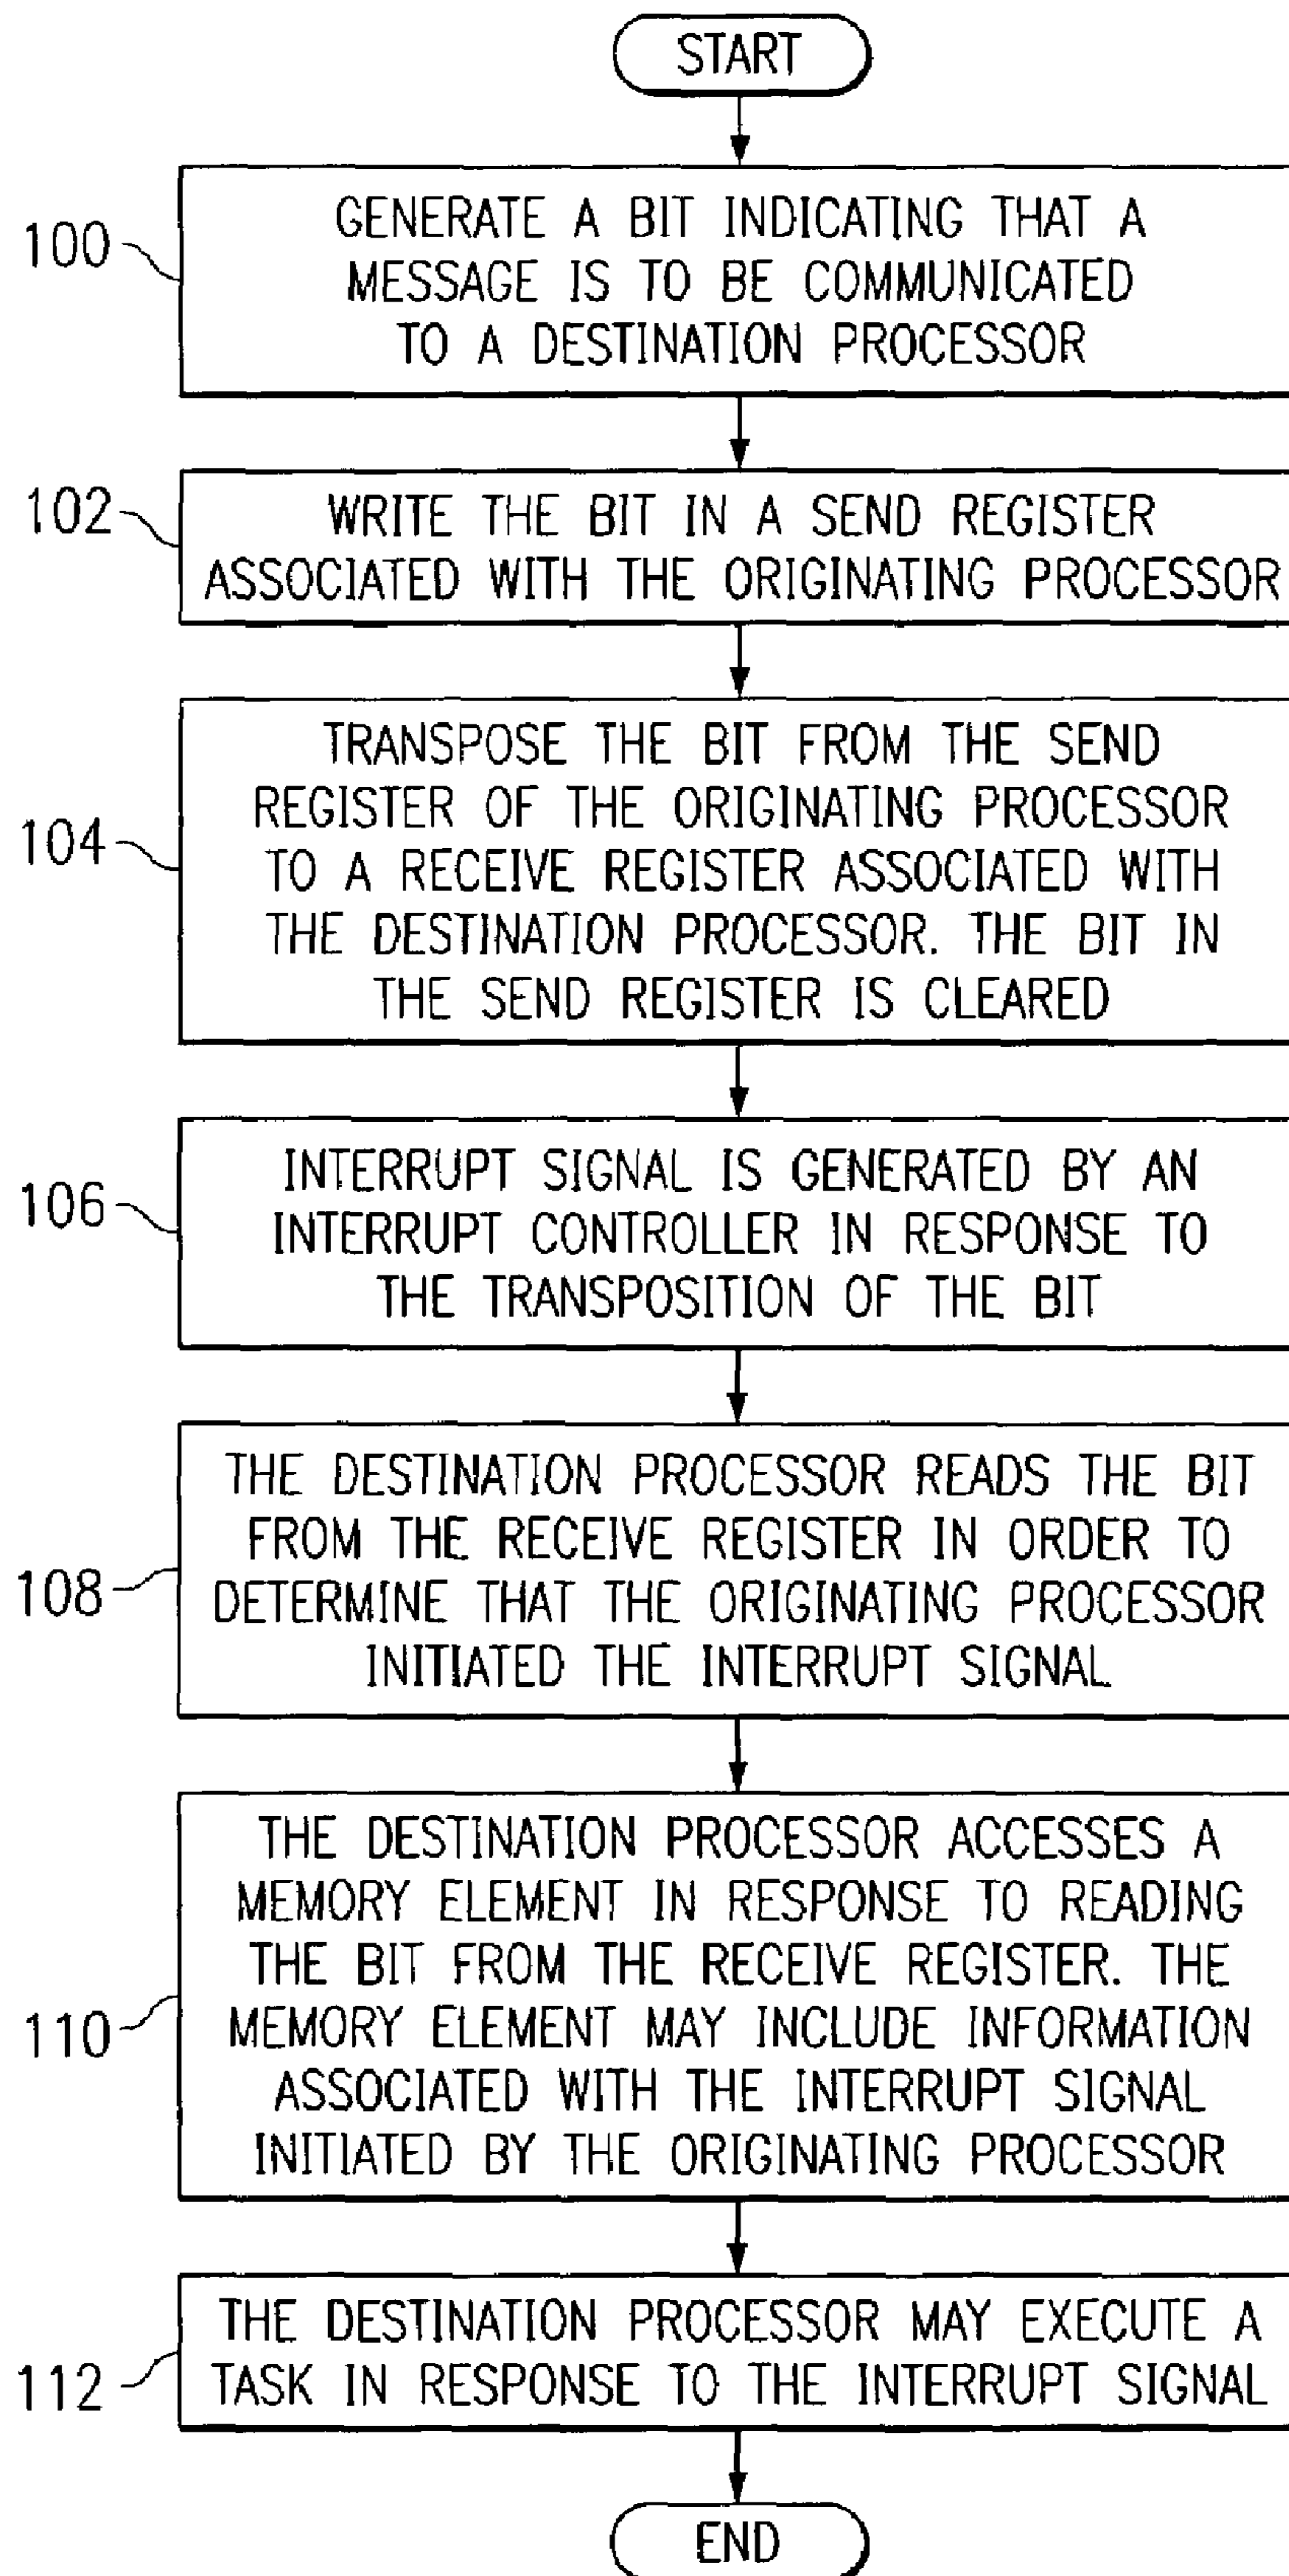 START
100
GENERATE A BIT INDICATING THAT A
MESSAGE IS TO BE COMMUNICATED
TO A DESTINATION PROCESSOR
102
WRITE THE BIT IN A SEND REGISTER
ASSOCIATED WITH THE ORIGINATING PROCESSOR
104
TRANSPOSE THE BIT FROM THE SEND
REGISTER OF THE ORIGINATING PROCESSOR
TO A RECEIVE REGISTER ASSOCIATED WITH
THE DESTINATION PROCESSOR. THE BIT IN
THE SEND REGISTER IS CLEARED
106
INTERRUPT SIGNAL IS GENERATED BY AN
INTERRUPT CONTROLLER IN RESPONSE TO
THE TRANSPOSITION OF THE BIT
108
THE DESTINATION PROCESSOR READS THE BIT
FROM THE RECEIVE REGISTER IN ORDER TO
DETERMINE THAT THE ORIGINATING PROCESSOR
INITIATED THE INTERRUPT SIGNAL
110
THE DESTINATION PROCESSOR ACCESSES A
MEMORY ELEMENT IN RESPONSE TO READING
THE BIT FROM THE RECEIVE REGISTER. THE
MEMORY ELEMENT MAY INCLUDE INFORMATION
ASSOCIATED WITH THE INTERRUPT SIGNAL
INITIATED BY THE ORIGINATING PROCESSOR
112
THE DESTINATION PROCESSOR MAY EXECUTE A
TASK IN RESPONSE TO THE INTERRUPT SIGNAL
END